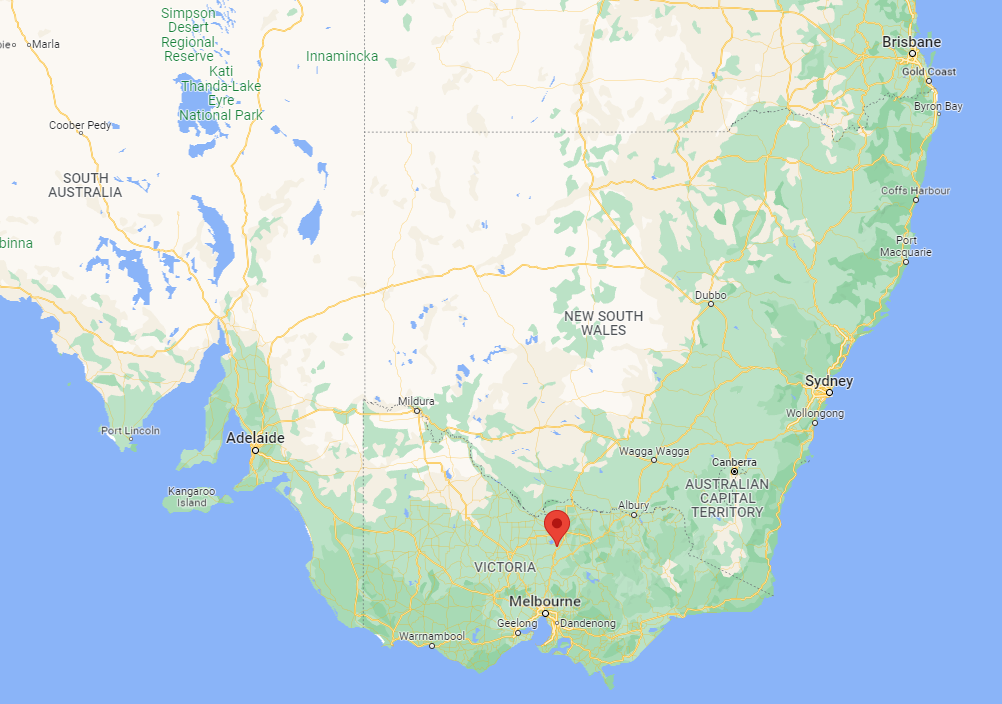 Simpson
Desert
Regional
Reserve
Marla
Innamincka
Brisbane
Kati
Thanda-Lake
Eyre
National Park
Gold Coast
Byron Bay
Coober Pedy
SOUTH
AUSTRALIA
Coffs Harbour
binna
Port
Macquarie
Dubbo
NEW SOUTH
WALES
Sydney
Mildura
Wollongong
Port Lincoln
Adelaide
Wagga Wagga
Canberra
AUSTRALIAN
CAPITAL
TERRITORY
Kangaroo
Island
Albury
VICTORIA
Melbourne
Geelong
Dandenong
Warrnambool